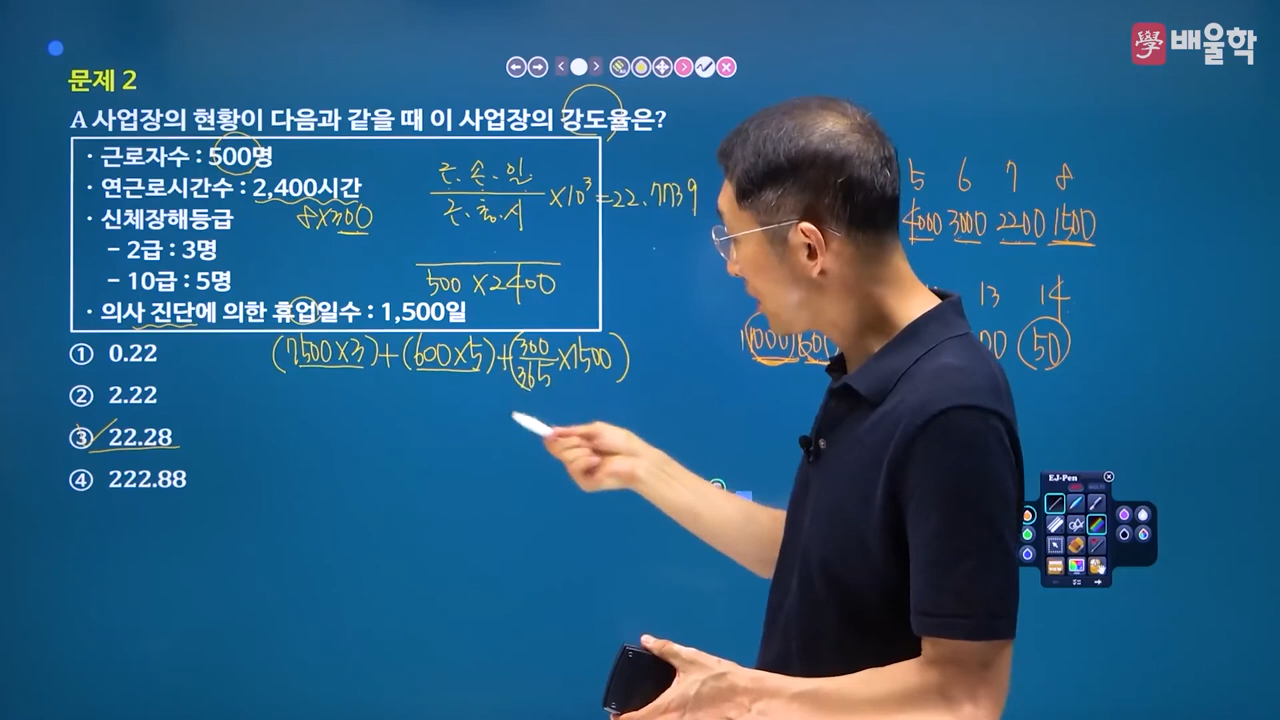 學 배울학
문제 2
A 사업장의 현황이 다음과 같을 때 이 사업장의 강도율은?
· 근로자수 : 500명
· 연근로시간수 : 2,400시간
8×300
· 신체장해등급
- 2급 : 3명
- 10급 : 5명
· 의사 진단에 의한 휴업일수 : 1,500일
근.손.일
근.총.시
×10³ =22.7739
500 ×2400
(7500×3)+(600×5)+(300/365×1500)
① 0.22
② 2.22
③ 22.28
④ 222.88
5 6 7 8
4000 3000 2200 1500
13 14
50
EJ-Pen